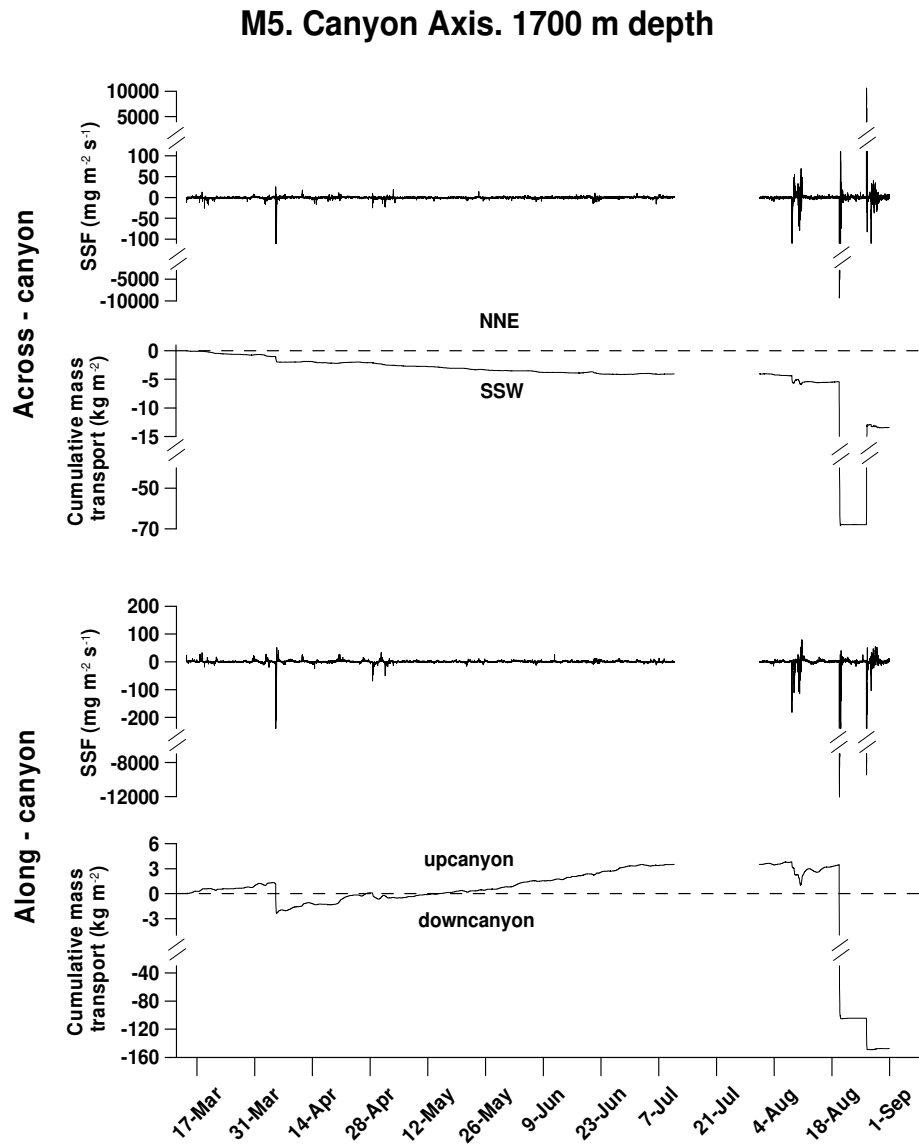 M5. Canyon Axis. 1700 m depth
Across - canyon
SSF (mg m-2 s-1)
10000
5000
100
50
0
-50
-100
-5000
-10000
NNE
SSW
Cumulative mass
transport (kg m-2)
0
-5
-10
-15
-50
-70
Along - canyon
SSF (mg m-2 s-1)
200
100
0
-100
-200
-8000
-12000
upcanyon
downcanyon
Cumulative mass
transport (kg m-2)
6
3
0
-3
-40
-80
-120
-160
17-Mar
31-Mar
14-Apr
28-Apr
12-May
26-May
9-Jun
23-Jun
7-Jul
21-Jul
4-Aug
18-Aug
1-Sep